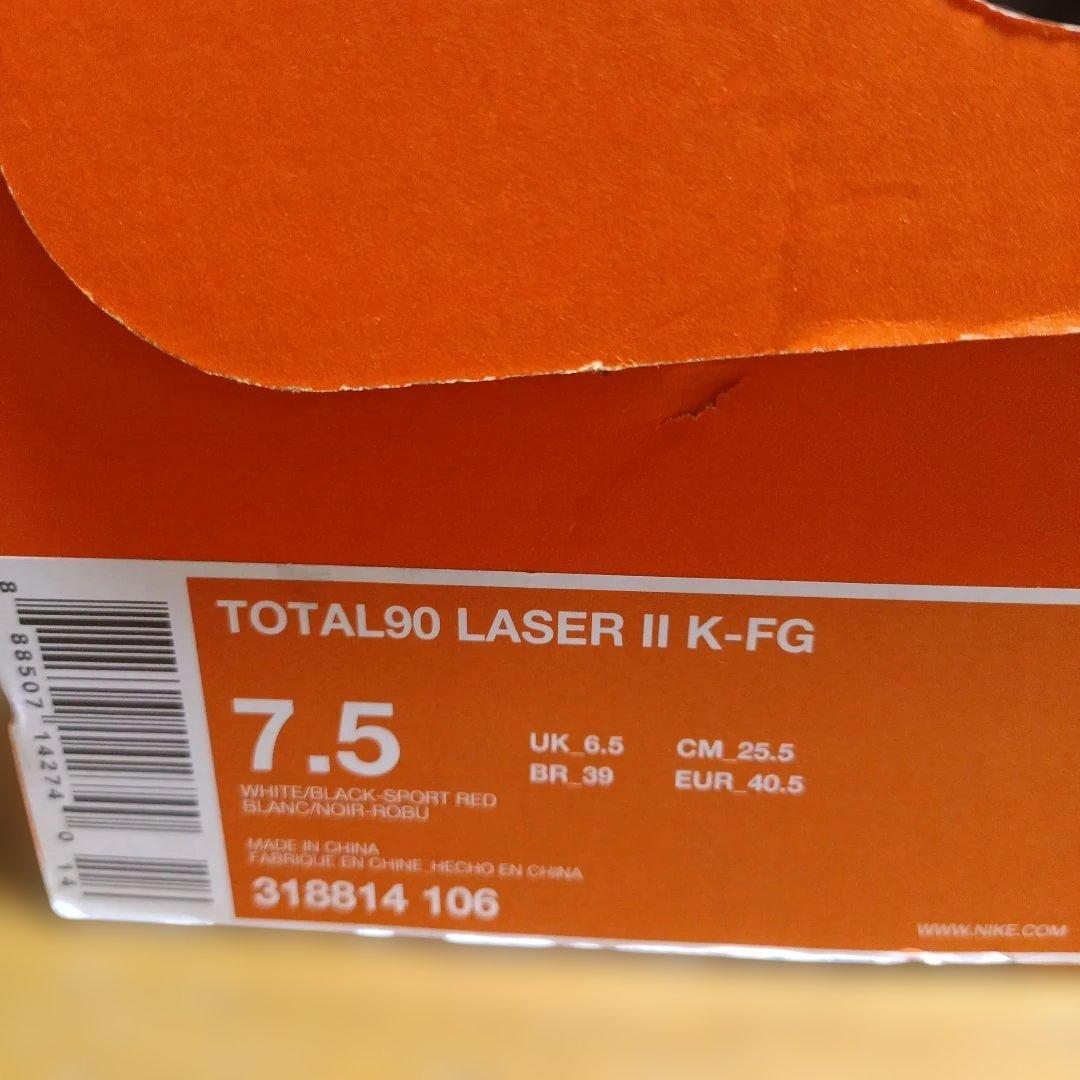 TOTAL90 LASER II K-FG
7.5
UK_6.5 CM_25.5
BR_39 EUR_40.5
WHITE/BLACK-SPORT RED
BLANC/NOIR-ROBU
MADE IN CHINA
FABRIQUE EN CHINE_HECHO EN CHINA
318814 106
WWW.NIKE.COM
8 88507 14274 0 14